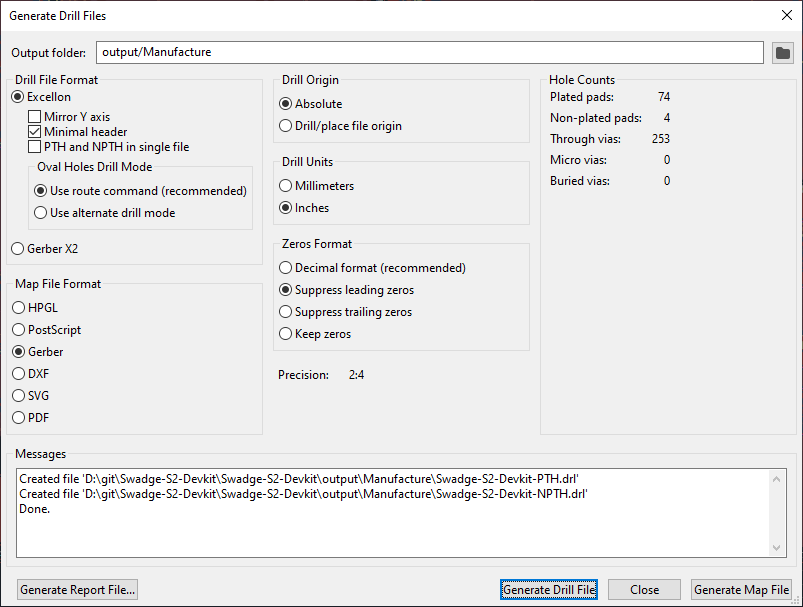 Generate Drill Files
Output folder: output/Manufacture
Drill File Format
Excellon
Mirror Y axis
Minimal header
PTH and NPTH in single file
Oval Holes Drill Mode
Use route command (recommended)
Use alternate drill mode
Gerber X2
Map File Format
HPGL
PostScript
Gerber
DXF
SVG
PDF
Drill Origin
Absolute
Drill/place file origin
Drill Units
Millimeters
Inches
Zeros Format
Decimal format (recommended)
Suppress leading zeros
Suppress trailing zeros
Keep zeros
Precision: 2:4
Hole Counts
Plated pads: 74
Non-plated pads: 4
Through vias: 253
Micro vias: 0
Buried vias: 0
Messages
Created file 'D:\git\Swadge-S2-Devkit\Swadge-S2-Devkit\output\Manufacture\Swadge-S2-Devkit-PTH.drl'
Created file 'D:\git\Swadge-S2-Devkit\Swadge-S2-Devkit\output\Manufacture\Swadge-S2-Devkit-NPTH.drl'
Done.
Generate Report File... Generate Drill File Close Generate Map File